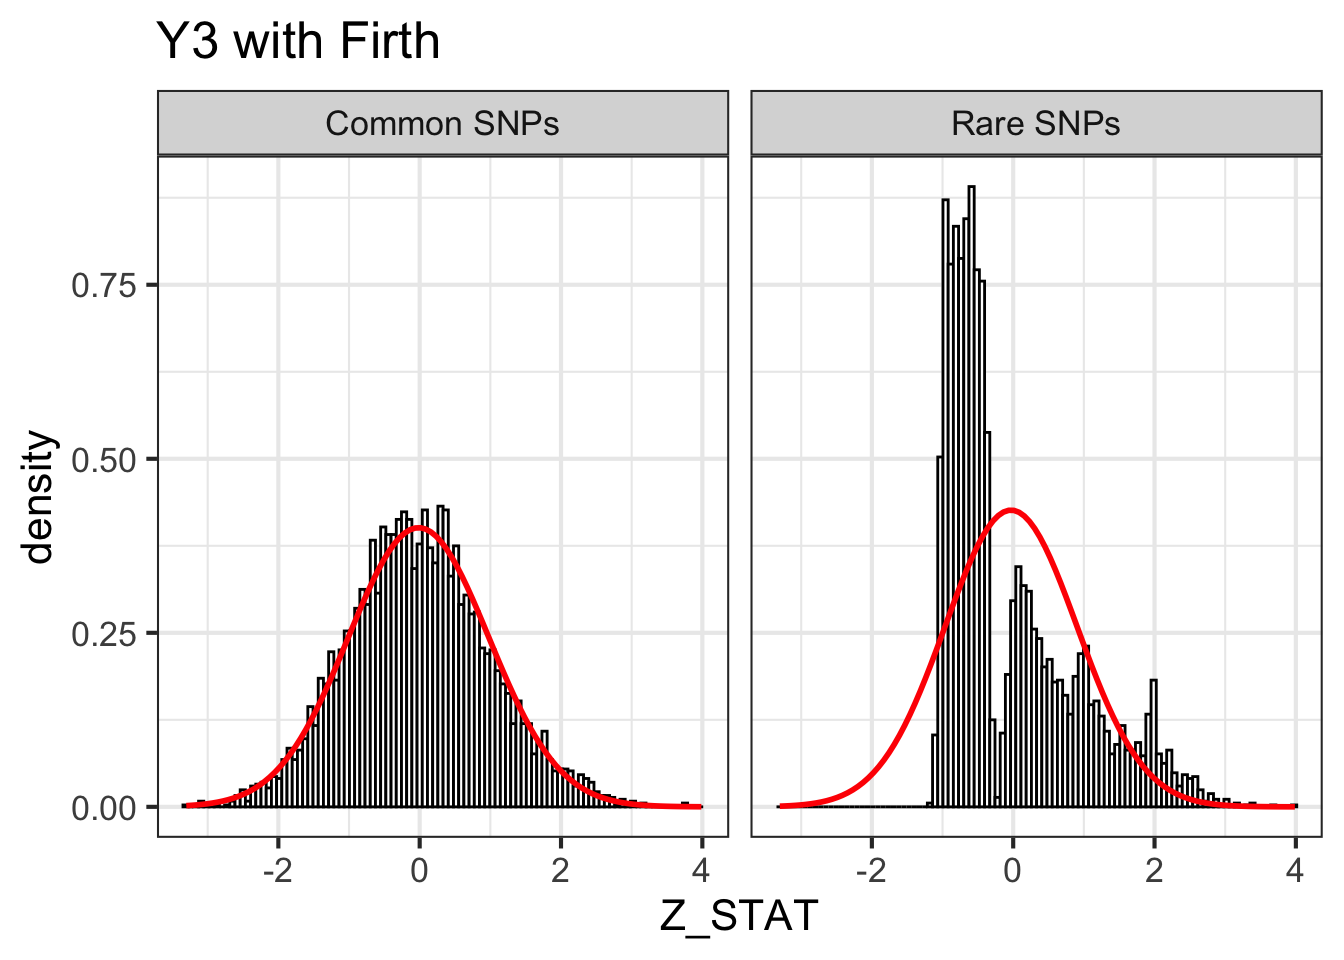 Y3 with Firth
Common SNPs
Rare SNPs
density
0.75
0.50
0.25
0.00
-2 0 2 4
-2 0 2 4
Z_STAT